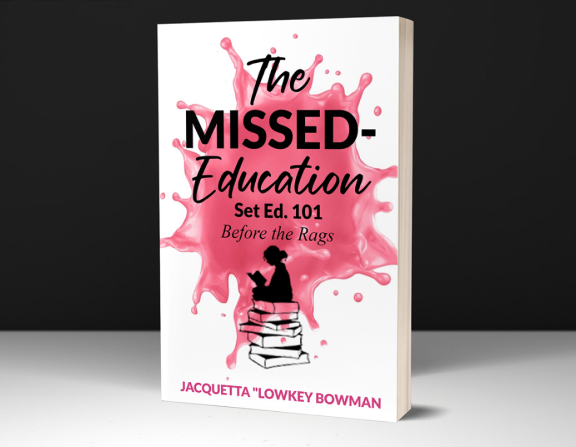 The
MISSED-
Education
Set Ed. 101
Before the Rags
JACQUETTA "LOWKEY BOWMAN